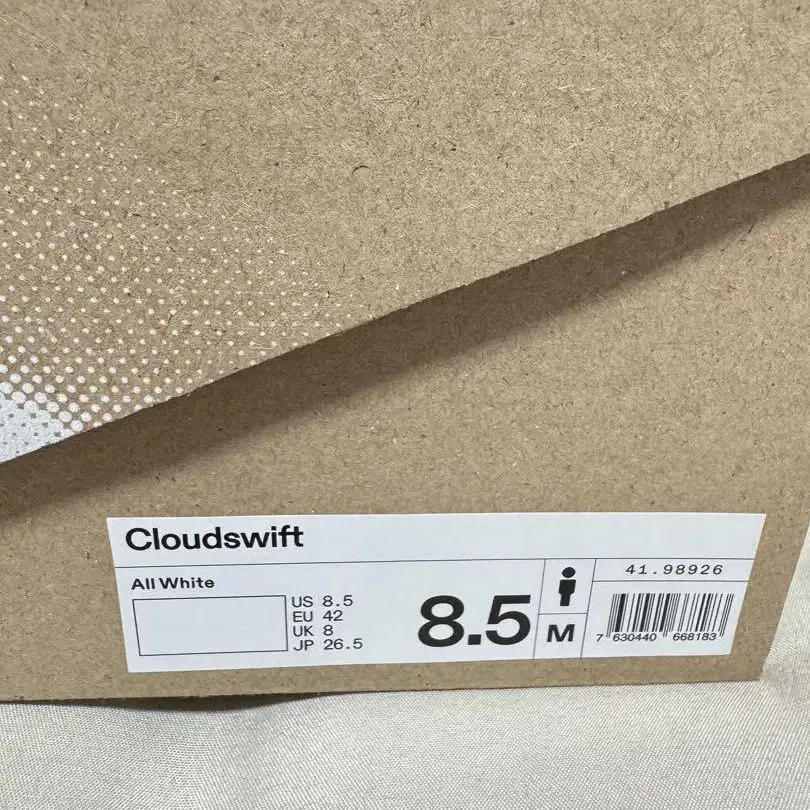 Cloudswift
All White
US 8.5
EU 42
UK 8
JP 26.5
8.5
M
41.98926
7 630440 668183